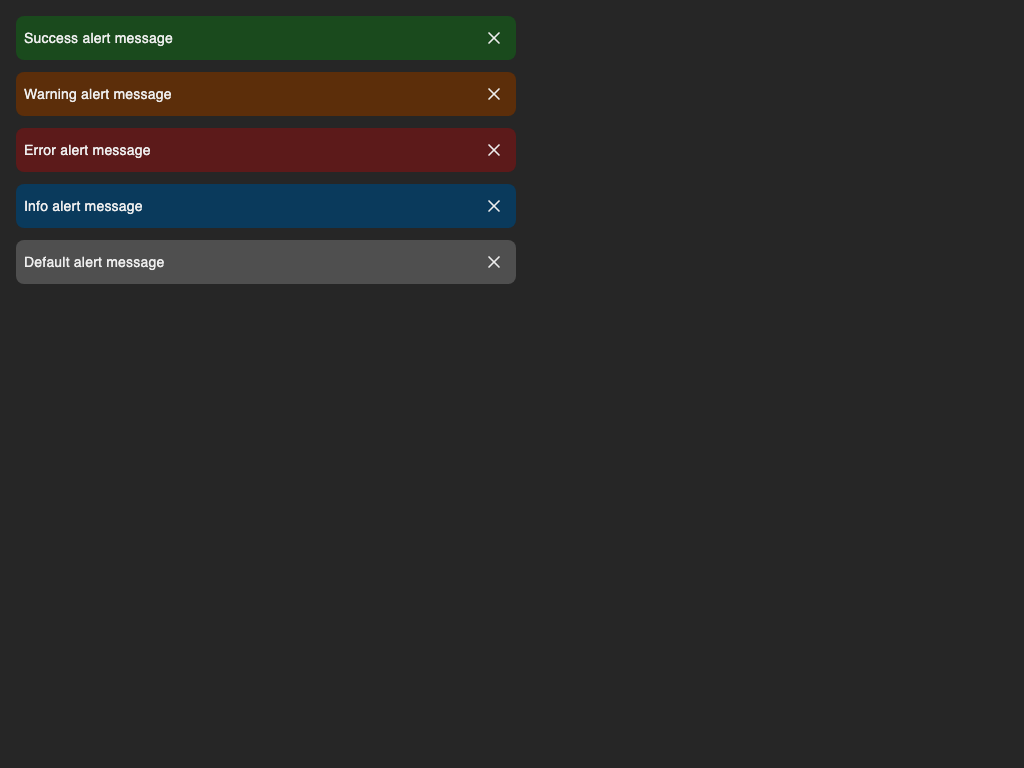 Success alert message
Warning alert message
Error alert message
Info alert message
Default alert message